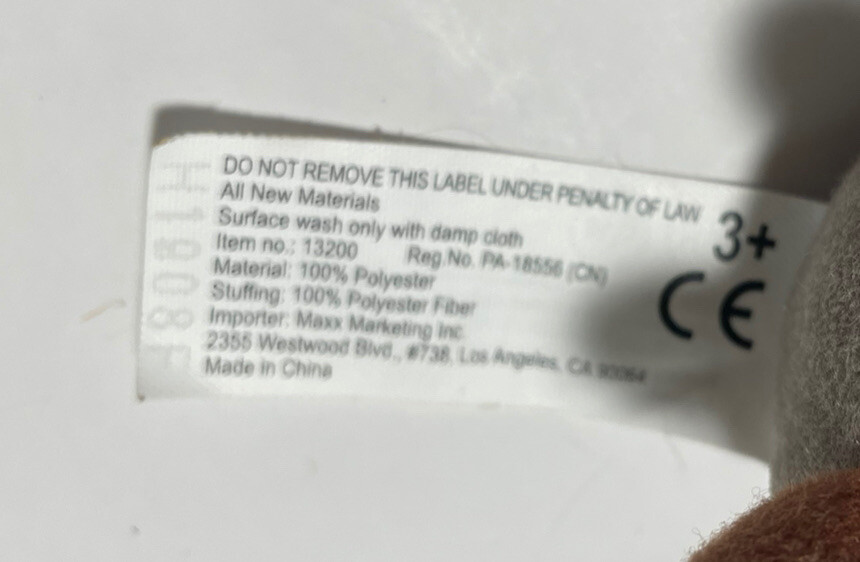 DO NOT REMOVE THIS LABEL UNDER PENALTY OF LAW
All New Materials
Surface wash only with damp cloth
Item no.: 13200 Reg.No. PA-18556 (CN)
Material: 100% Polyester
Stuffing: 100% Polyester Fiber
Importer: Maxx Marketing Inc.
2355 Westwood Blvd., #738, Los Angeles, CA 90064
Made in China
3+
CE